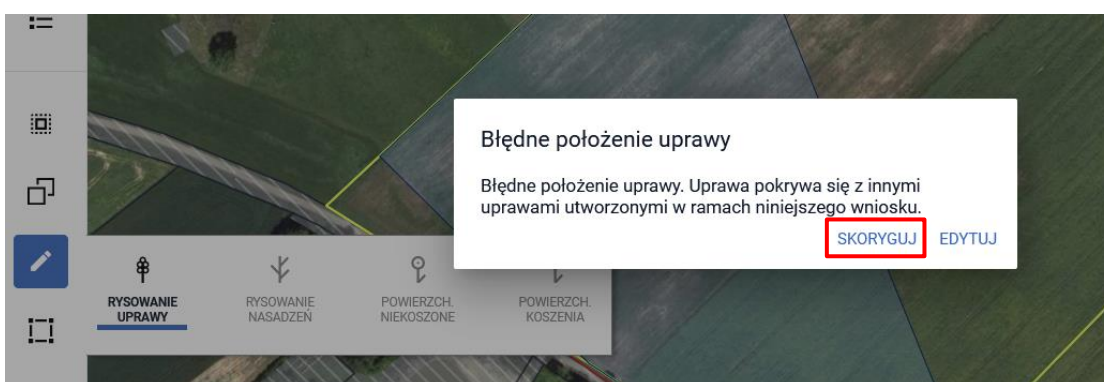 Błędne położenie uprawy
Błędne położenie uprawy. Uprawa pokrywa się z innymi
uprawami utworzonymi w ramach niniejszego wniosku.
SKORYGUJ EDYTUJ
RYSOWANIE
UPRAWY
RYSOWANIE
NASADZEŃ
POWIERZCH.
NIEKOSZONE
POWIERZCH.
KOSZENIA